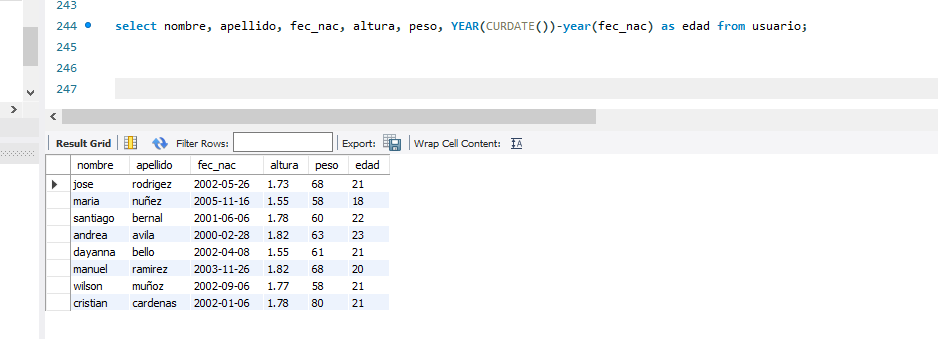 243
244 select nombre, apellido, fec_nac, altura, peso, YEAR(CURDATE())-year(fec_nac) as edad from usuario;
245
246
247
Result Grid Filter Rows: Export: Wrap Cell Content: IA
nombre apellido fec_nac altura peso edad
jose rodrigez 2002-05-26 1.73 68 21
maria nuñez 2005-11-16 1.55 58 18
santiago bernal 2001-06-06 1.78 60 22
andrea avila 2000-02-28 1.82 63 23
dayanna bello 2002-04-08 1.55 61 21
manuel ramirez 2003-11-26 1.82 68 20
wilson muñoz 2002-09-06 1.77 58 21
cristian cardenas 2002-01-06 1.78 80 21